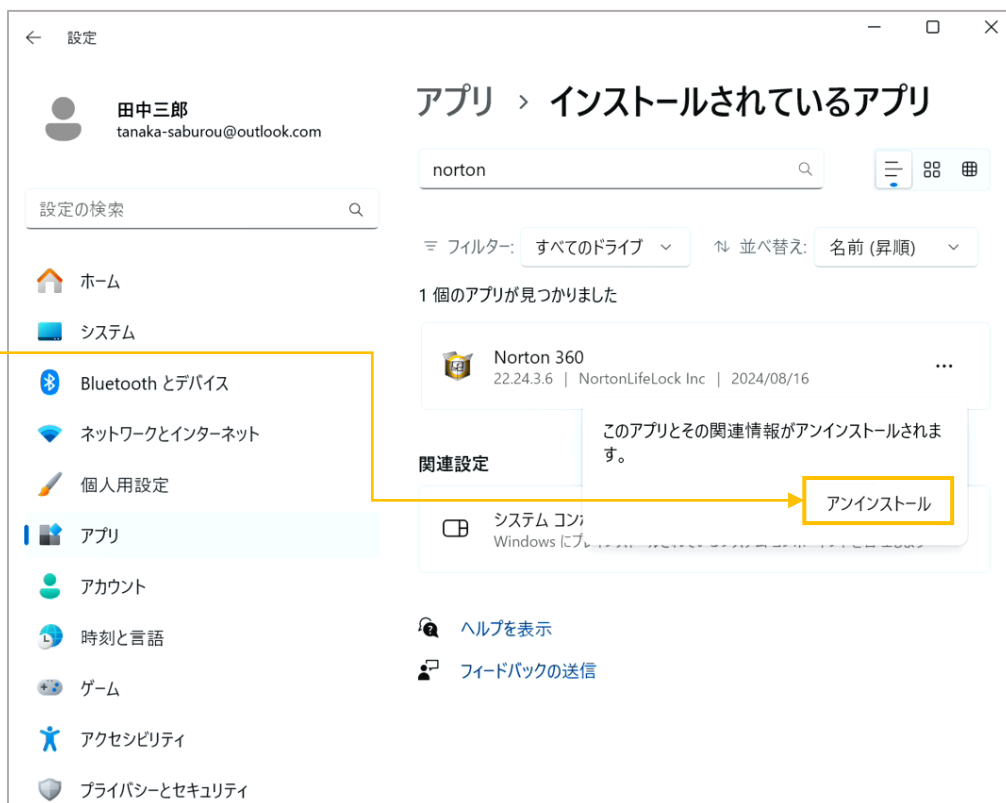 設定
田中三郎
tanaka-saburou@outlook.com
設定の検索
ホーム
システム
Bluetooth とデバイス
ネットワークとインターネット
個人用設定
アプリ
アカウント
時刻と言語
ゲーム
アクセシビリティ
プライバシーとセキュリティ
アプリ › インストールされているアプリ
norton
フィルター: すべてのドライブ 並べ替え: 名前 (昇順)
1 個のアプリが見つかりました
Norton 360
22.24.3.6 | NortonLifeLock Inc | 2024/08/16
このアプリとその関連情報がアンインストールされま
す。
アンインストール
関連設定
システム コン
Windows にプ
ヘルプを表示
フィードバックの送信